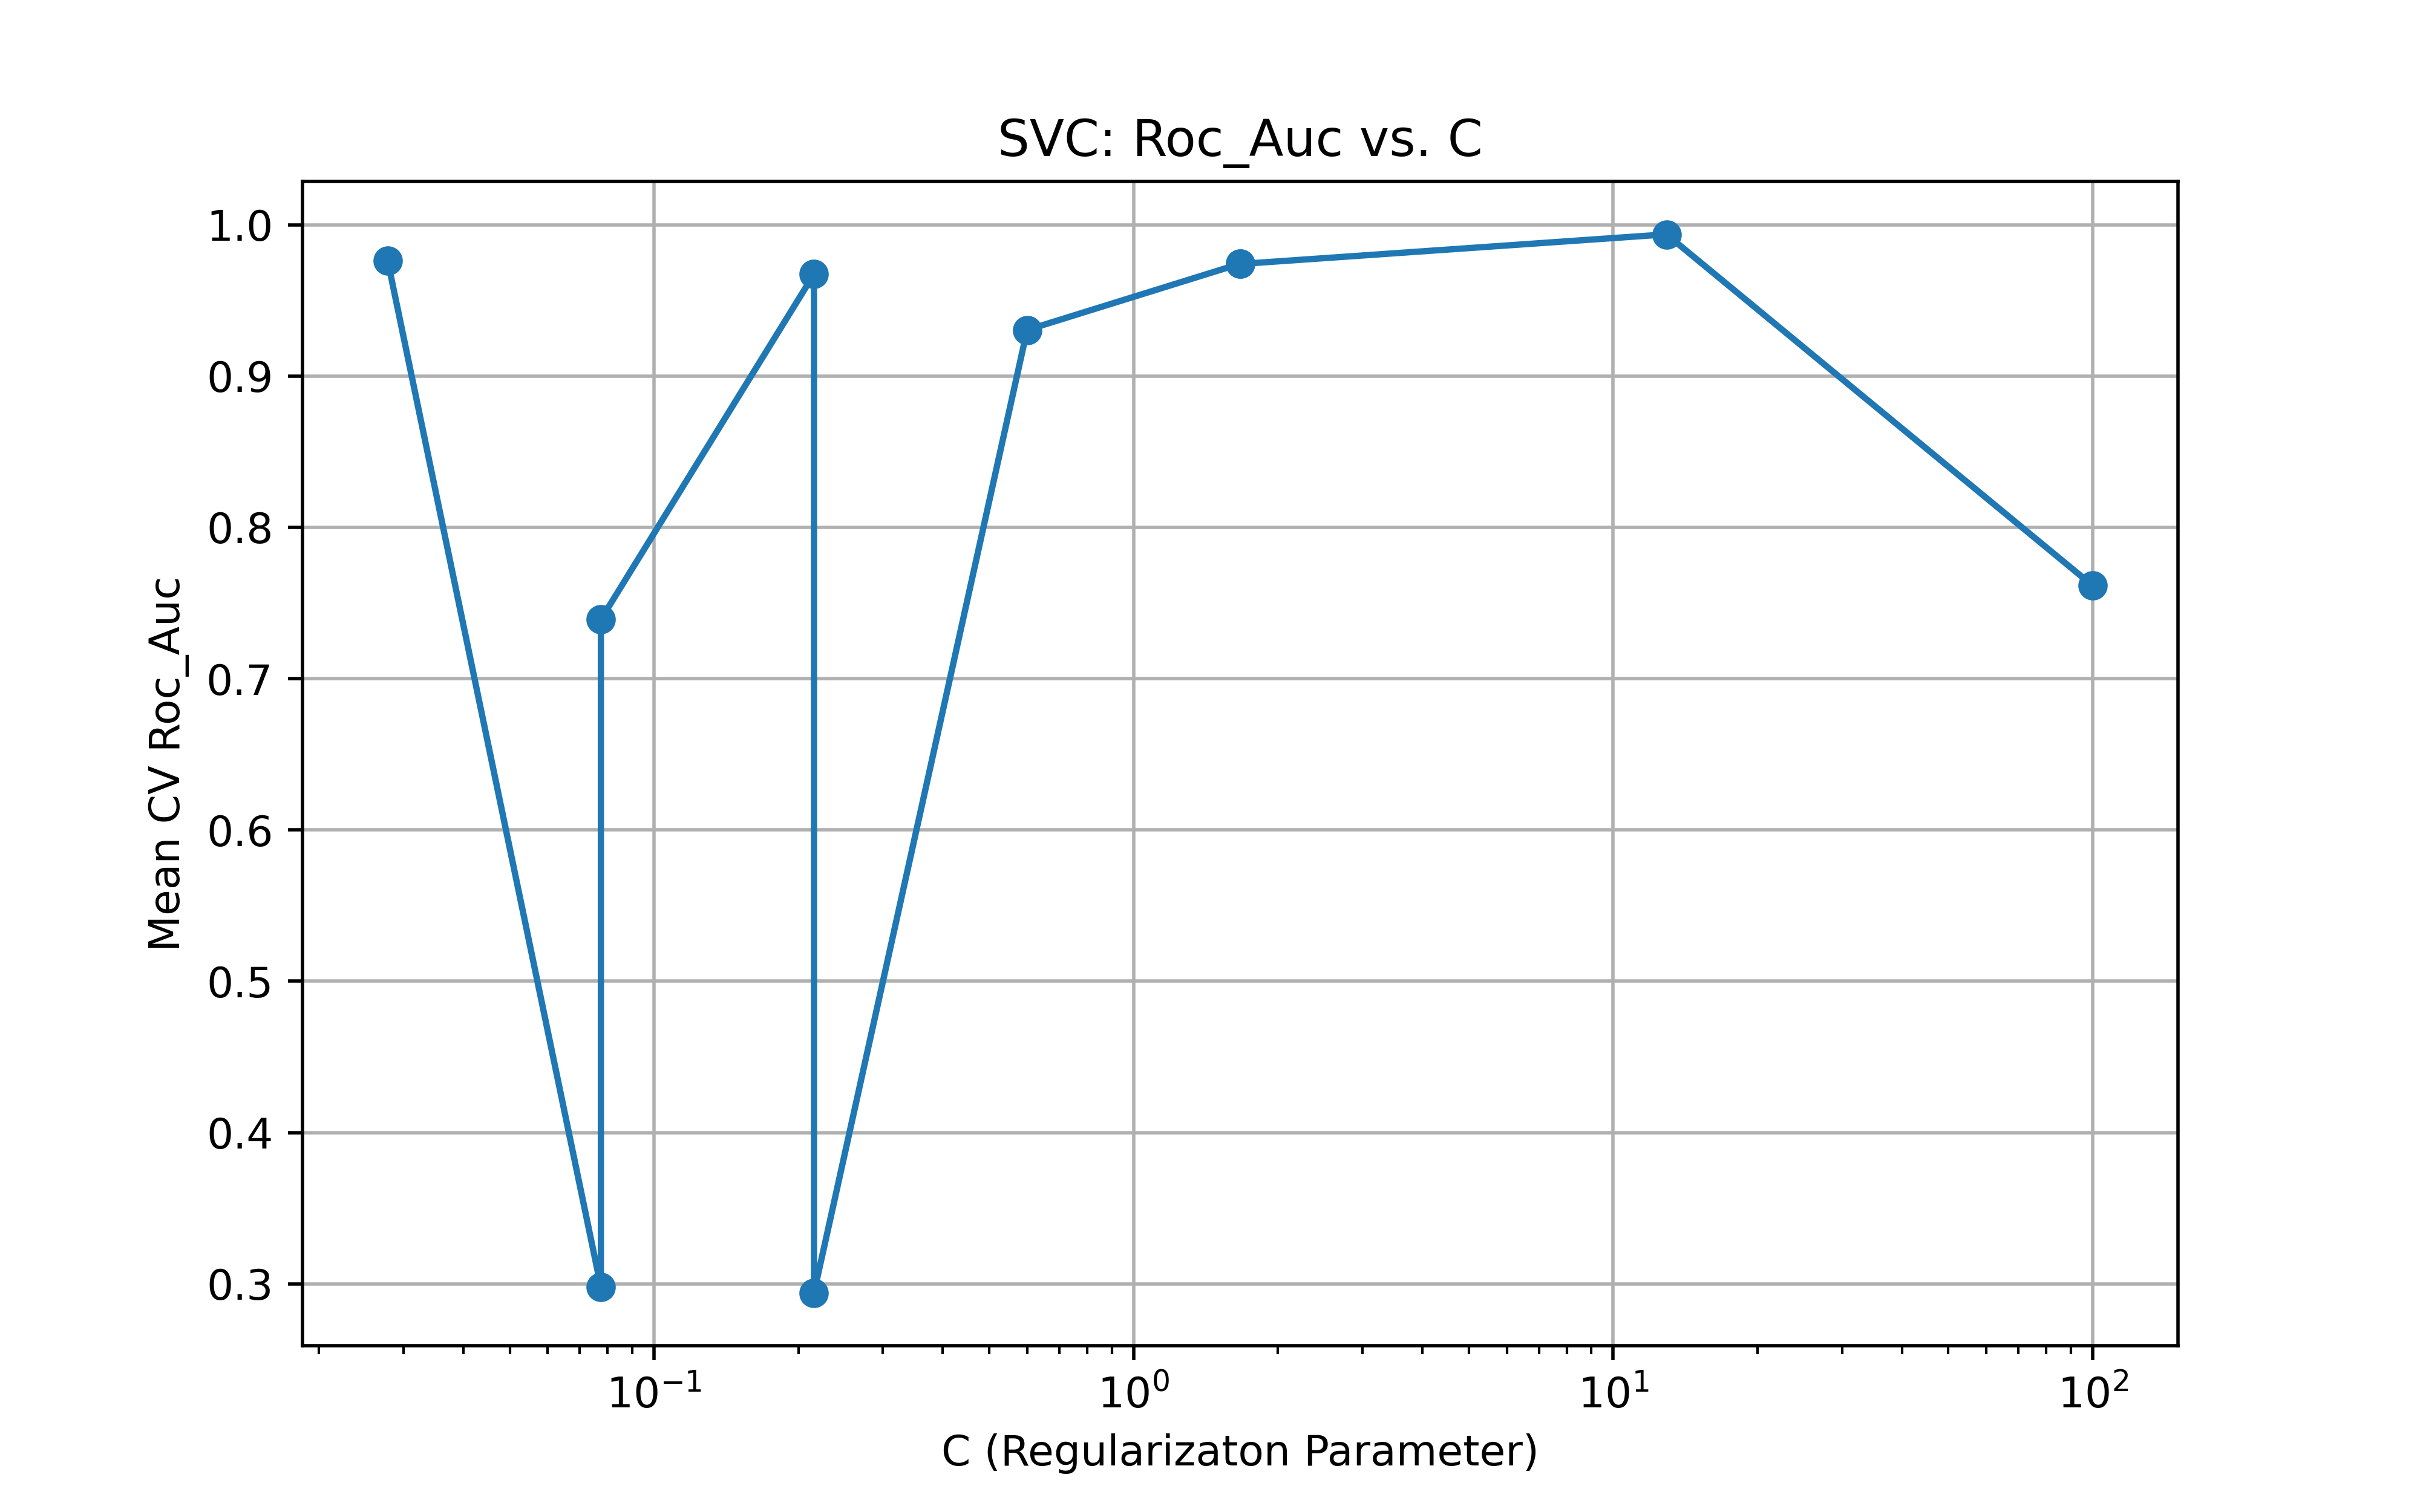 SVC: Roc_Auc vs. C
Mean CV Roc_Auc
1.0
0.9
0.8
0.7
0.6
0.5
0.4
0.3
10⁻¹ 10⁰ 10¹ 10²
C (Regularizaton Parameter)